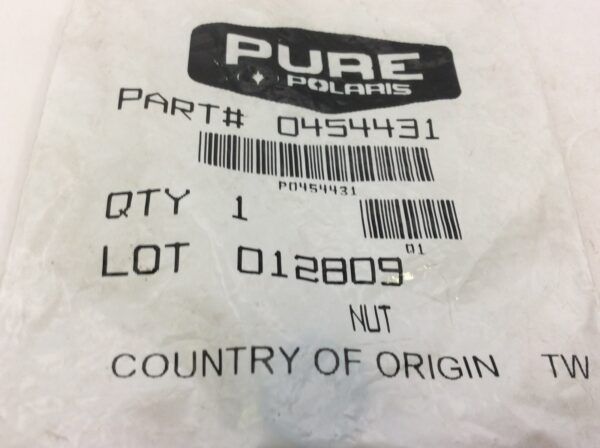 PURE
POLARIS
PART# 0454431
P0454431
QTY 1
01
LOT 012809
NUT
COUNTRY OF ORIGIN TW